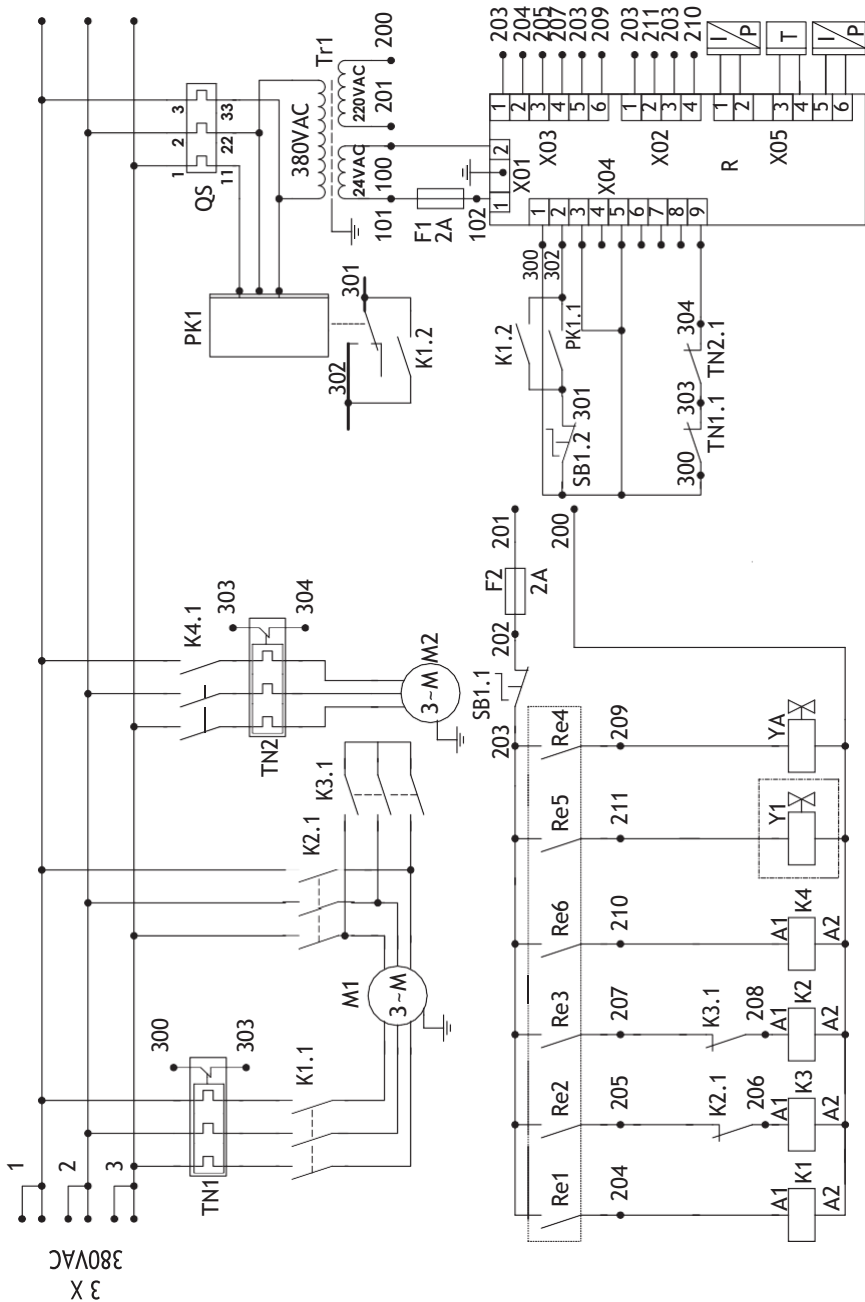 3 X
380VAC
1
2
3
TN1
300
303
K1.1
M1
3~M
K2.1
K3.1
TN2
K4.1
303
304
3~M
M2
PK1
302
301
K1.2
QS
1
2
3
11
22
33
Tr1
380VAC
220VAC
24VAC
200
201
100
101
F1
2A
102
203
204
205
207
203
209
203
211
203
210
I
P
T
I
P
1
2
3
4
5
6
1
2
3
4
1
2
3
4
5
6
X03
X02
X05
R
2
1
X01
X04
1
2
3
4
5
6
7
8
9
300
302
K1.2
PK1.1
SB1.2
301
304
TN2.1
303
TN1.1
300
201
F2
2A
202
200
SB1.1
203
Re1
Re2
Re3
Re6
Re5
Re4
204
205
207
210
211
209
K2.1
K3.1
206
208
A1
A1
A1
A1
K1
K3
K2
K4
Y1
YA
A2
A2
A2
A2